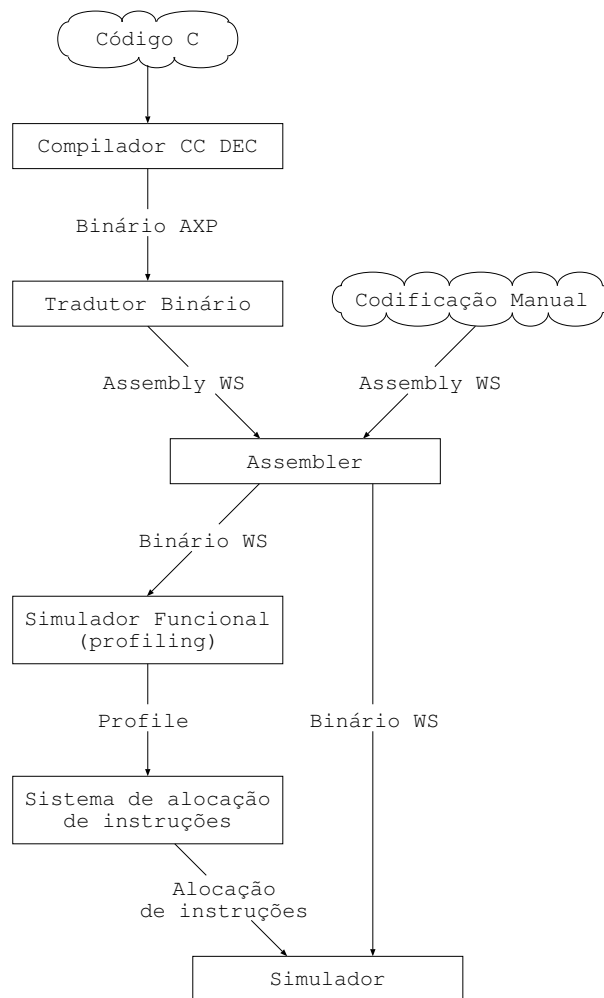 Código C
Compilador CC DEC
Binário AXP
Tradutor Binário
Codificação Manual
Assembly WS
Assembly WS
Assembler
Binário WS
Simulador Funcional
(profiling)
Profile
Binário WS
Sistema de alocação
de instruções
Alocação
de instruções
Simulador